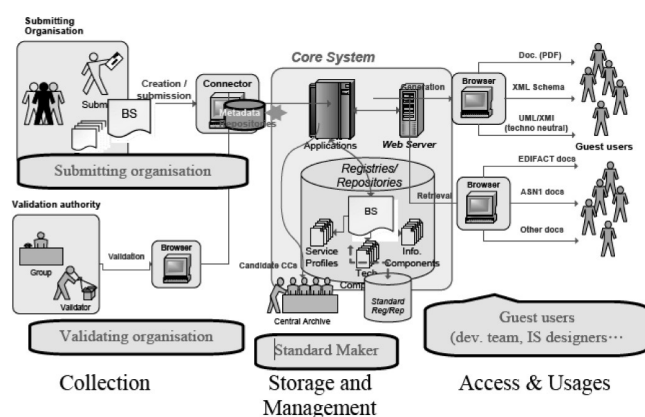 Submitting
Organisation
Creation /
submission
Connector
Core System
Browser
Doc. (PDF)
XML Schema
UML/XMI
(techno neutral)
Guest users
BS
Metadata
Repositories
Applications
Web Server
Submitting organisation
Registries/
Repositories
Retrieval
Browser
EDIFACT docs
ASN1 docs
Other docs
Validation authority
Validation
Browser
Group
Validator
BS
Service
Profiles
Tech
Info.
Components
Candidate CCs
Central Archive
Standard
Reg/Rep
Validating organisation
Standard Maker
Guest users
(dev. team, IS designers…
Collection
Storage and
Management
Access & Usages